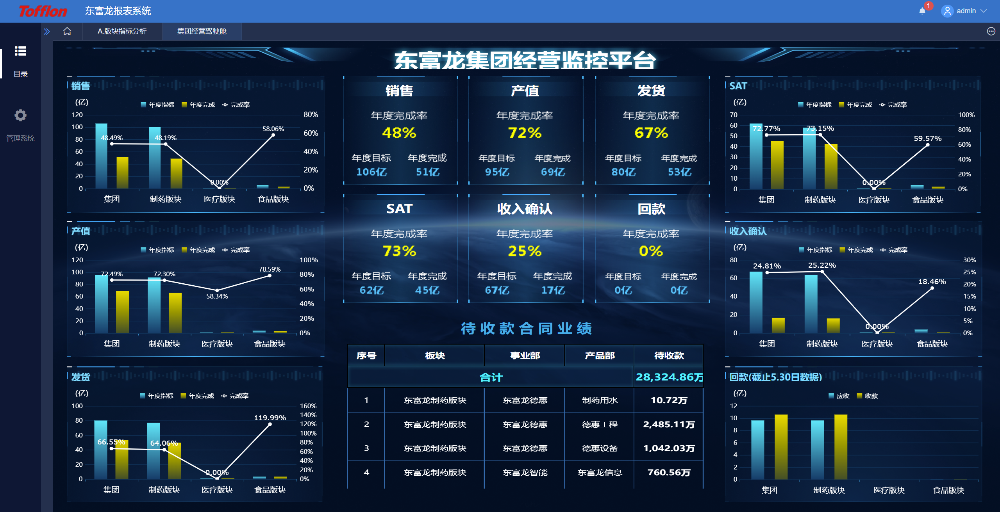 Tofflon
东富龙报表系统
1
admin
A.版块指标分析
集团经营驾驶舱
目录
管理系统
东富龙集团经营监控平台
销售
(亿)
年度指标 年度完成 完成率
120
100
80
60
40
20
0
80%
60%
40%
20%
0%
48.49%
48.19%
0.00%
58.06%
集团 制药版块 医疗版块 食品版块
产值
(亿)
年度指标 年度完成 完成率
120
100
80
60
40
20
0
100%
80%
60%
40%
20%
0%
72.49%
72.30%
58.34%
78.59%
集团 制药版块 医疗版块 食品版块
发货
(亿)
年度指标 年度完成 完成率
100
80
60
40
20
0
160%
140%
120%
100%
80%
60%
40%
20%
0%
66.55%
64.06%
0.00%
119.99%
集团 制药版块 医疗版块 食品版块
销售
年度完成率
48%
年度目标 年度完成
106亿 51亿
产值
年度完成率
72%
年度目标 年度完成
95亿 69亿
发货
年度完成率
67%
年度目标 年度完成
80亿 53亿
SAT
年度完成率
73%
年度目标 年度完成
62亿 45亿
收入确认
年度完成率
25%
年度目标 年度完成
67亿 17亿
回款
年度完成率
0%
年度目标 年度完成
0亿 0亿
待收款合同业绩
序号 板块 事业部 产品部 待收款
合计 28,324.86万
1 东富龙制药版块 东富龙德惠 制药用水 10.72万
2 东富龙制药版块 东富龙德惠 德惠工程 2,485.11万
3 东富龙制药版块 东富龙德惠 德惠设备 1,042.03万
4 东富龙制药版块 东富龙智能 东富龙信息 760.56万
SAT
(亿)
年度指标 年度完成 完成率
70
60
50
40
30
20
10
0
100%
80%
60%
40%
20%
0%
72.77%
73.15%
0.00%
59.57%
集团 制药版块 医疗版块 食品版块
收入确认
(亿)
年度指标 年度完成 完成率
80
60
40
20
0
30%
25%
20%
15%
10%
5%
0%
24.81%
25.22%
0.00%
18.46%
集团 制药版块 医疗版块 食品版块
回款(截止5.30日数据)
(亿)
应收 收款
12
10
8
6
4
2
0
集团 制药版块 医疗版块 食品版块